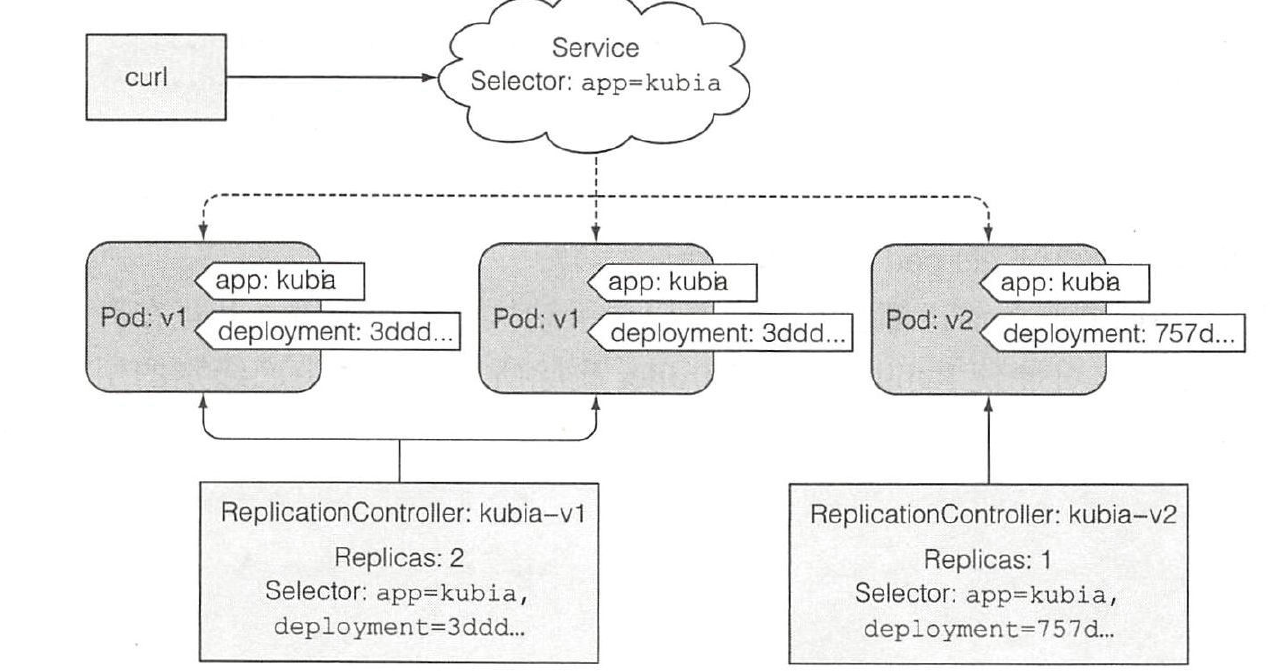 curl
Service
Selector: app=kubia
Pod: v1
app: kubia
deployment: 3ddd...
Pod: v1
app: kubia
deployment: 3ddd...
Pod: v2
app: kubia
deployment: 757d...
ReplicationController: kubia–v1
Replicas: 2
Selector: app=kubia,
deployment=3ddd…
ReplicationController: kubia–v2
Replicas: 1
Selector: app=kubia,
deployment=757d…